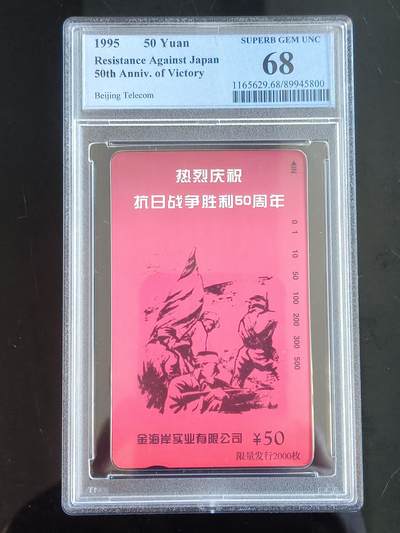 1995 50 Yuan
Resistance Against Japan
50th Anniv. of Victory
Beijing Telecom
SUPERB GEM UNC
68
1165629.68/89945800
热烈庆祝
抗日战争胜利50周年
0 1 10 50 100 200 300 500
金海岸实业有限公司 ¥50
限量发行2000枚